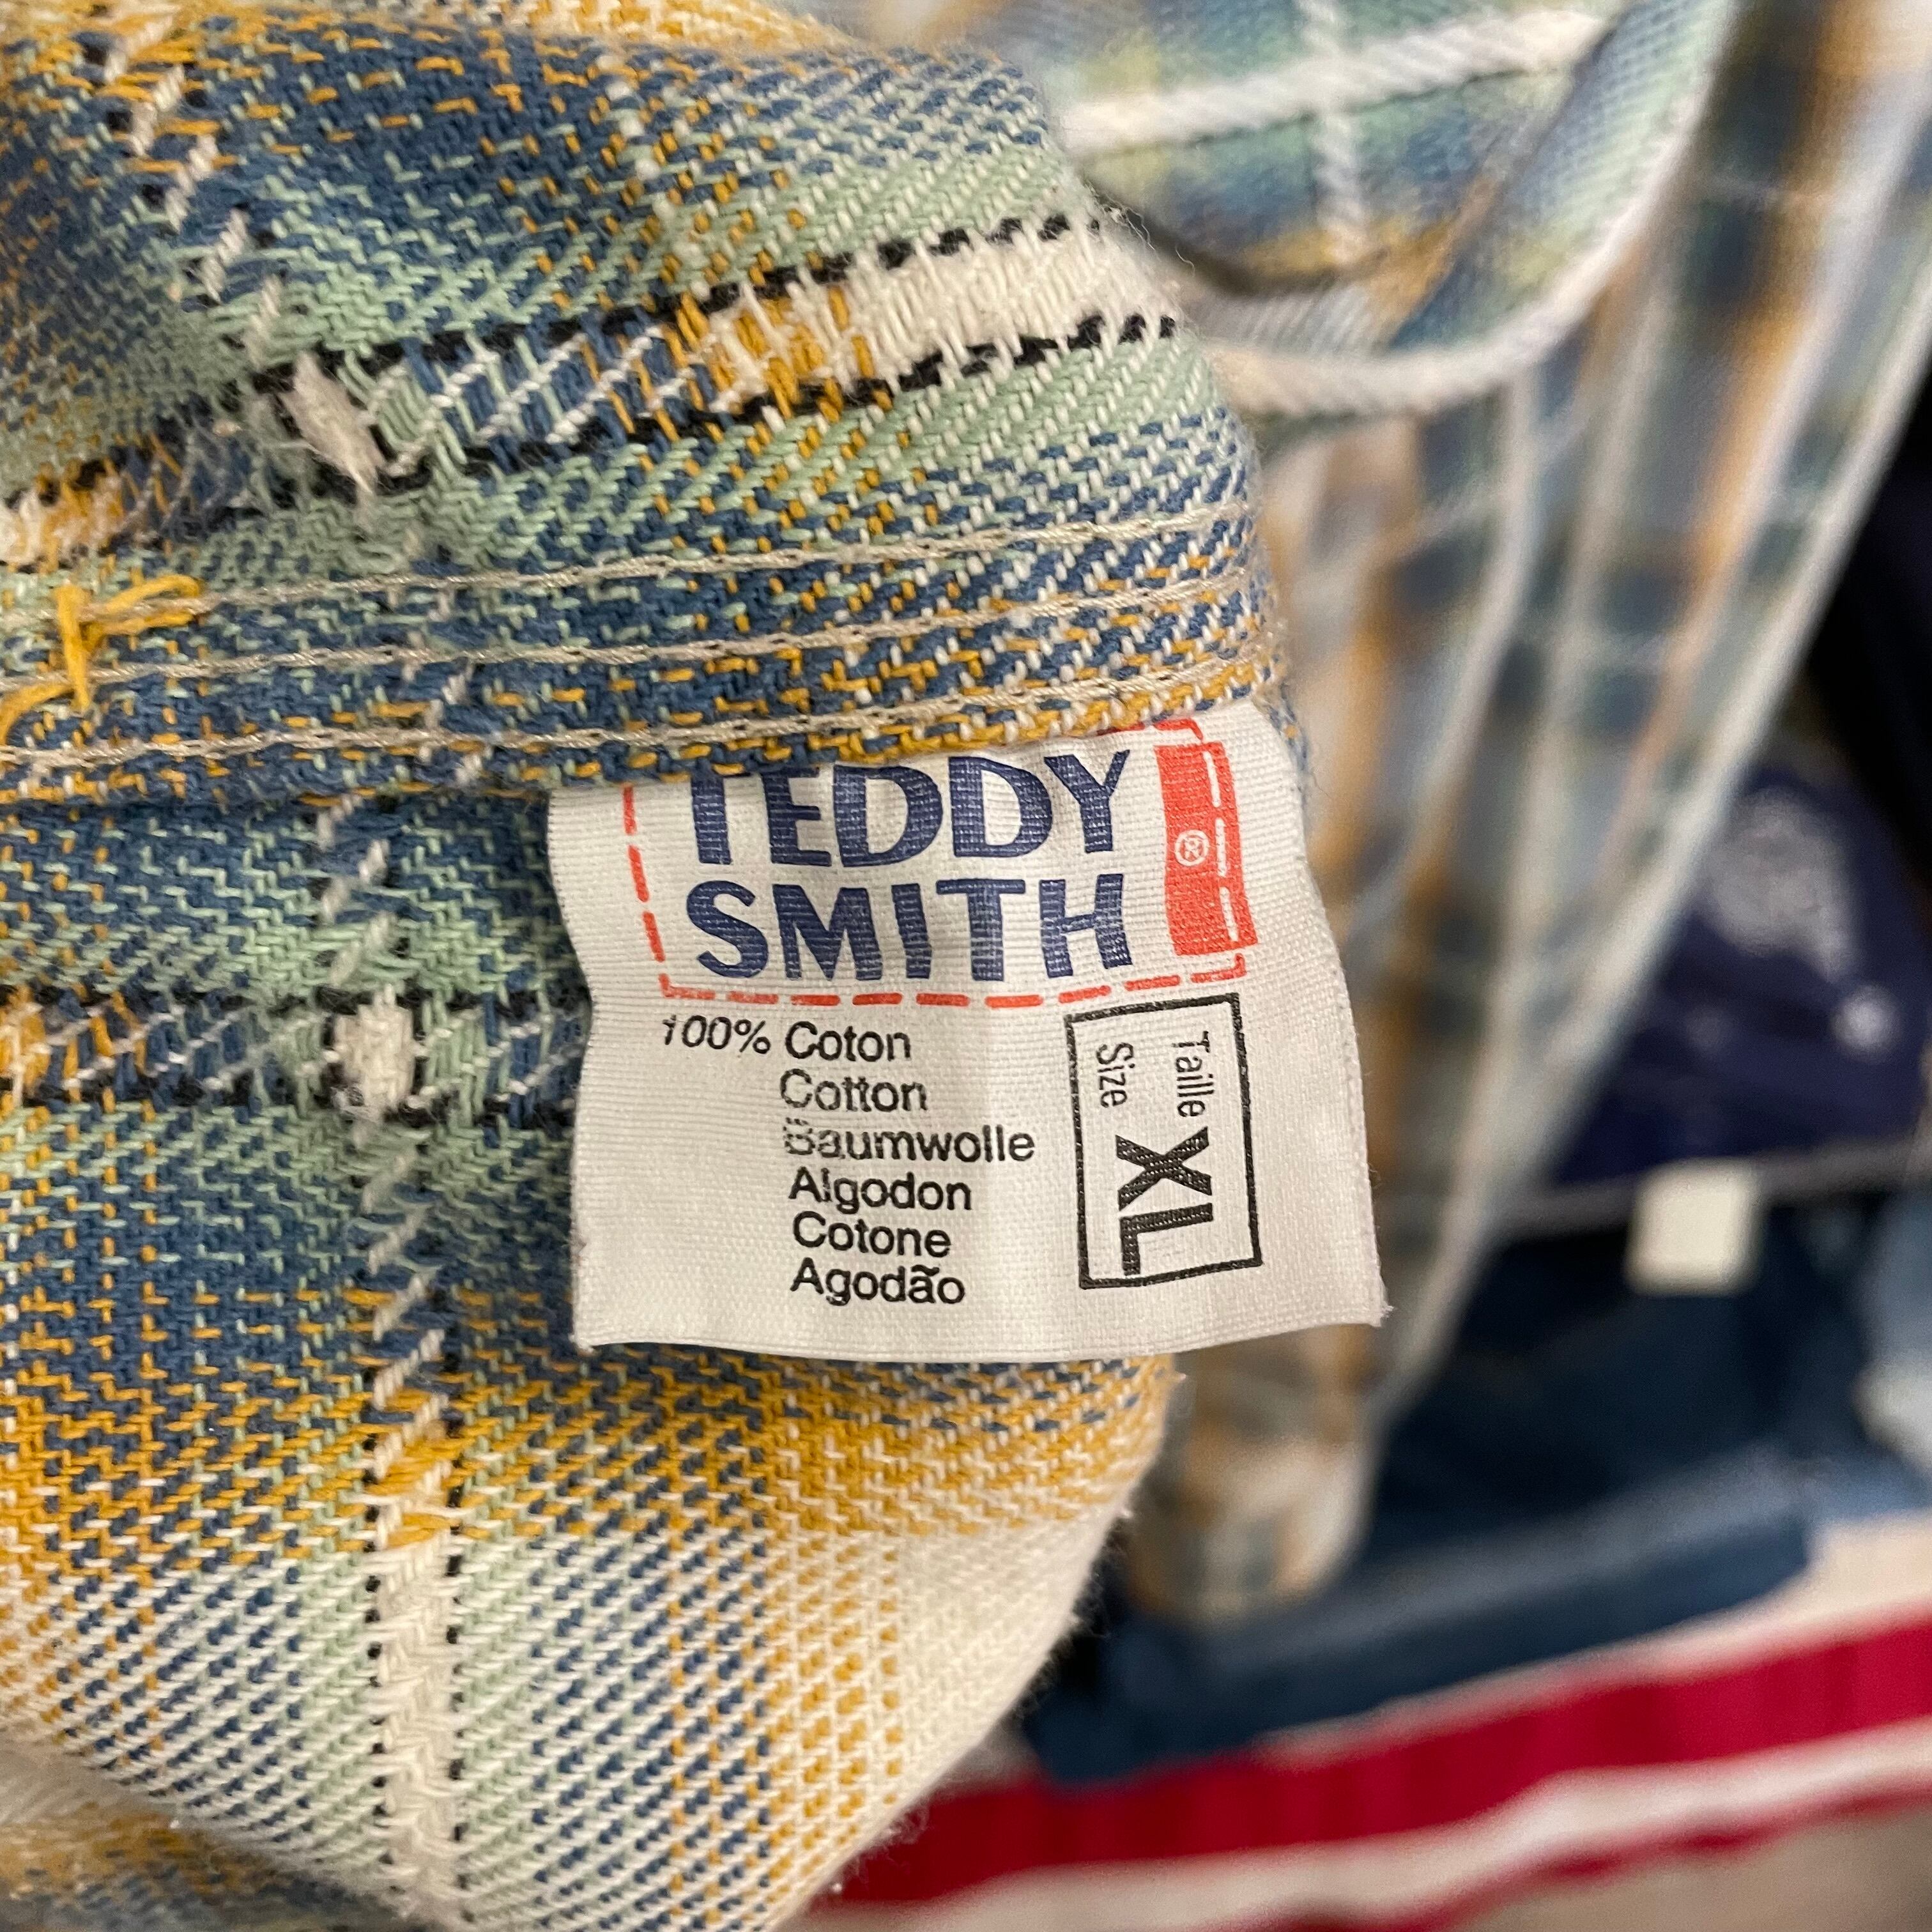 TEDDY
SMITH
®
100% Coton
Cotton
Baumwolle
Algodon
Cotone
Agodão
Taille
Size
XL